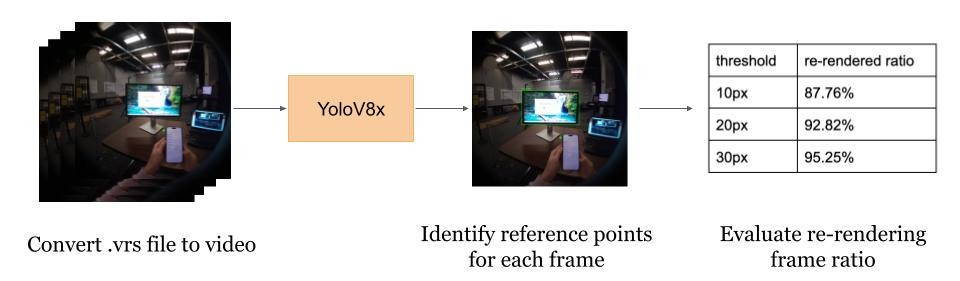 YoloV8x
threshold re-rendered ratio
10px 87.76%
20px 92.82%
30px 95.25%
Convert .vrs file to video
Identify reference points
for each frame
Evaluate re-rendering
frame ratio